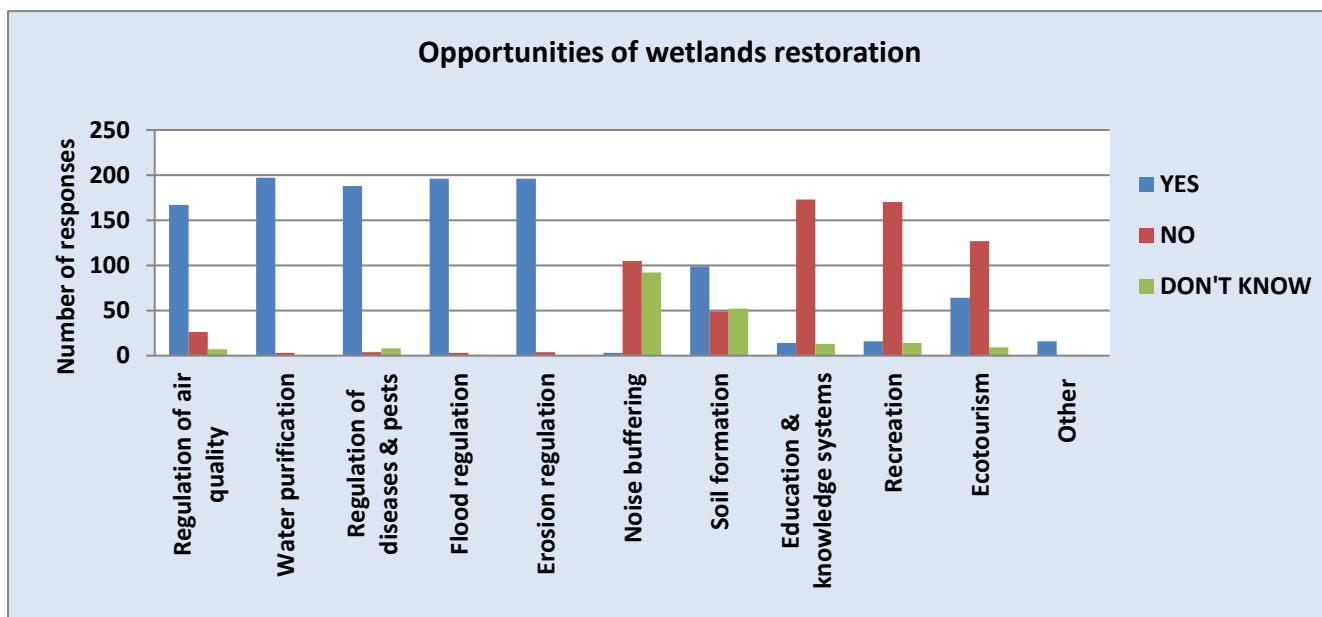 Opportunities of wetlands restoration
Number of responses
250
200
150
100
50
0
Regulation of air
quality
Water purification
Regulation of
diseases & pests
Flood regulation
Erosion regulation
Noise buffering
Soil formation
Education &
knowledge systems
Recreation
Ecotourism
Other
YES
NO
DON'T KNOW